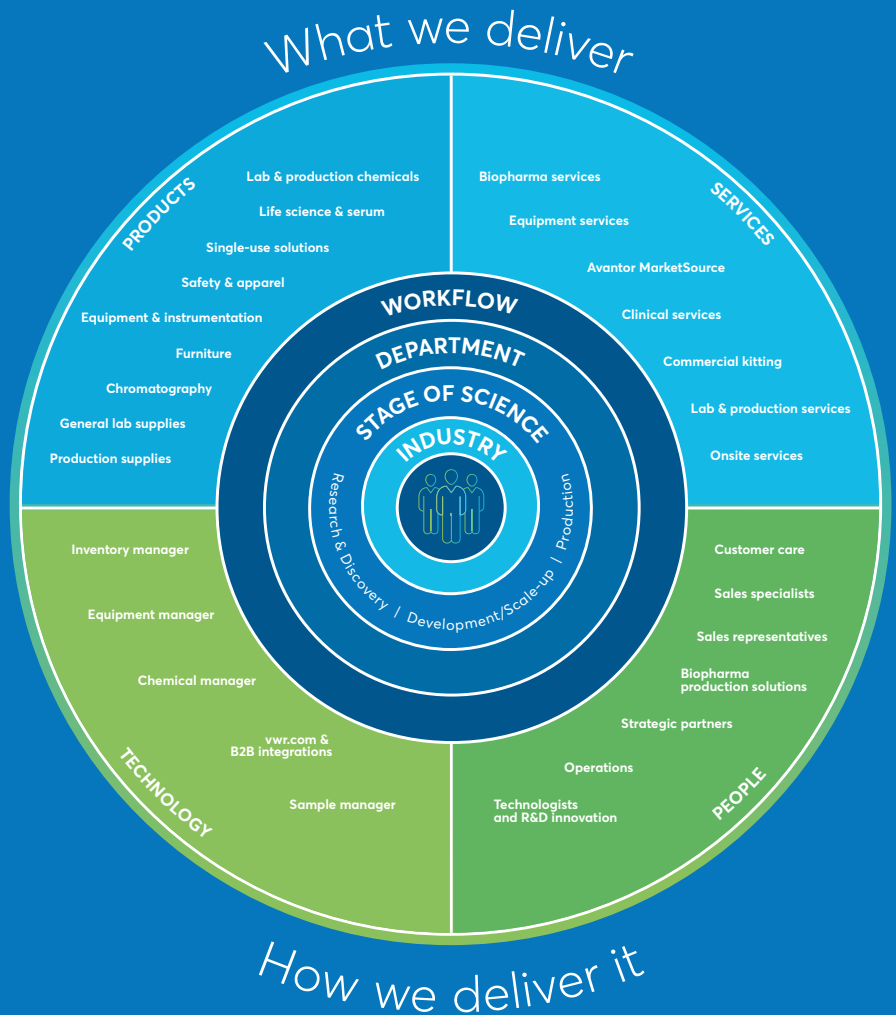 What we deliver
PRODUCTS
Lab & production chemicals
Life science & serum
Single-use solutions
Safety & apparel
Equipment & instrumentation
Furniture
Chromatography
General lab supplies
Production supplies
SERVICES
Biopharma services
Equipment services
Avantor MarketSource
Clinical services
Commercial kitting
Lab & production services
Onsite services
WORKFLOW
DEPARTMENT
STAGE OF SCIENCE
INDUSTRY
Research & Discovery | Development/Scale-up | Production
TECHNOLOGY
Inventory manager
Equipment manager
Chemical manager
vwr.com &
B2B integrations
Sample manager
PEOPLE
Customer care
Sales specialists
Sales representatives
Biopharma
production solutions
Strategic partners
Operations
Technologists
and R&D innovation
How we deliver it